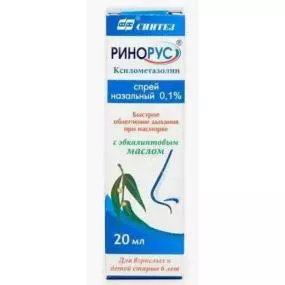 СИНТЕЗ
РИНОРУС®
Ксилометазолин
спрей
назальный 0,1%
Быстрое
облегчение дыхания
при насморке
с эвкалиптовым
маслом
20 мл
Для взрослых и
детей старше 6 лет